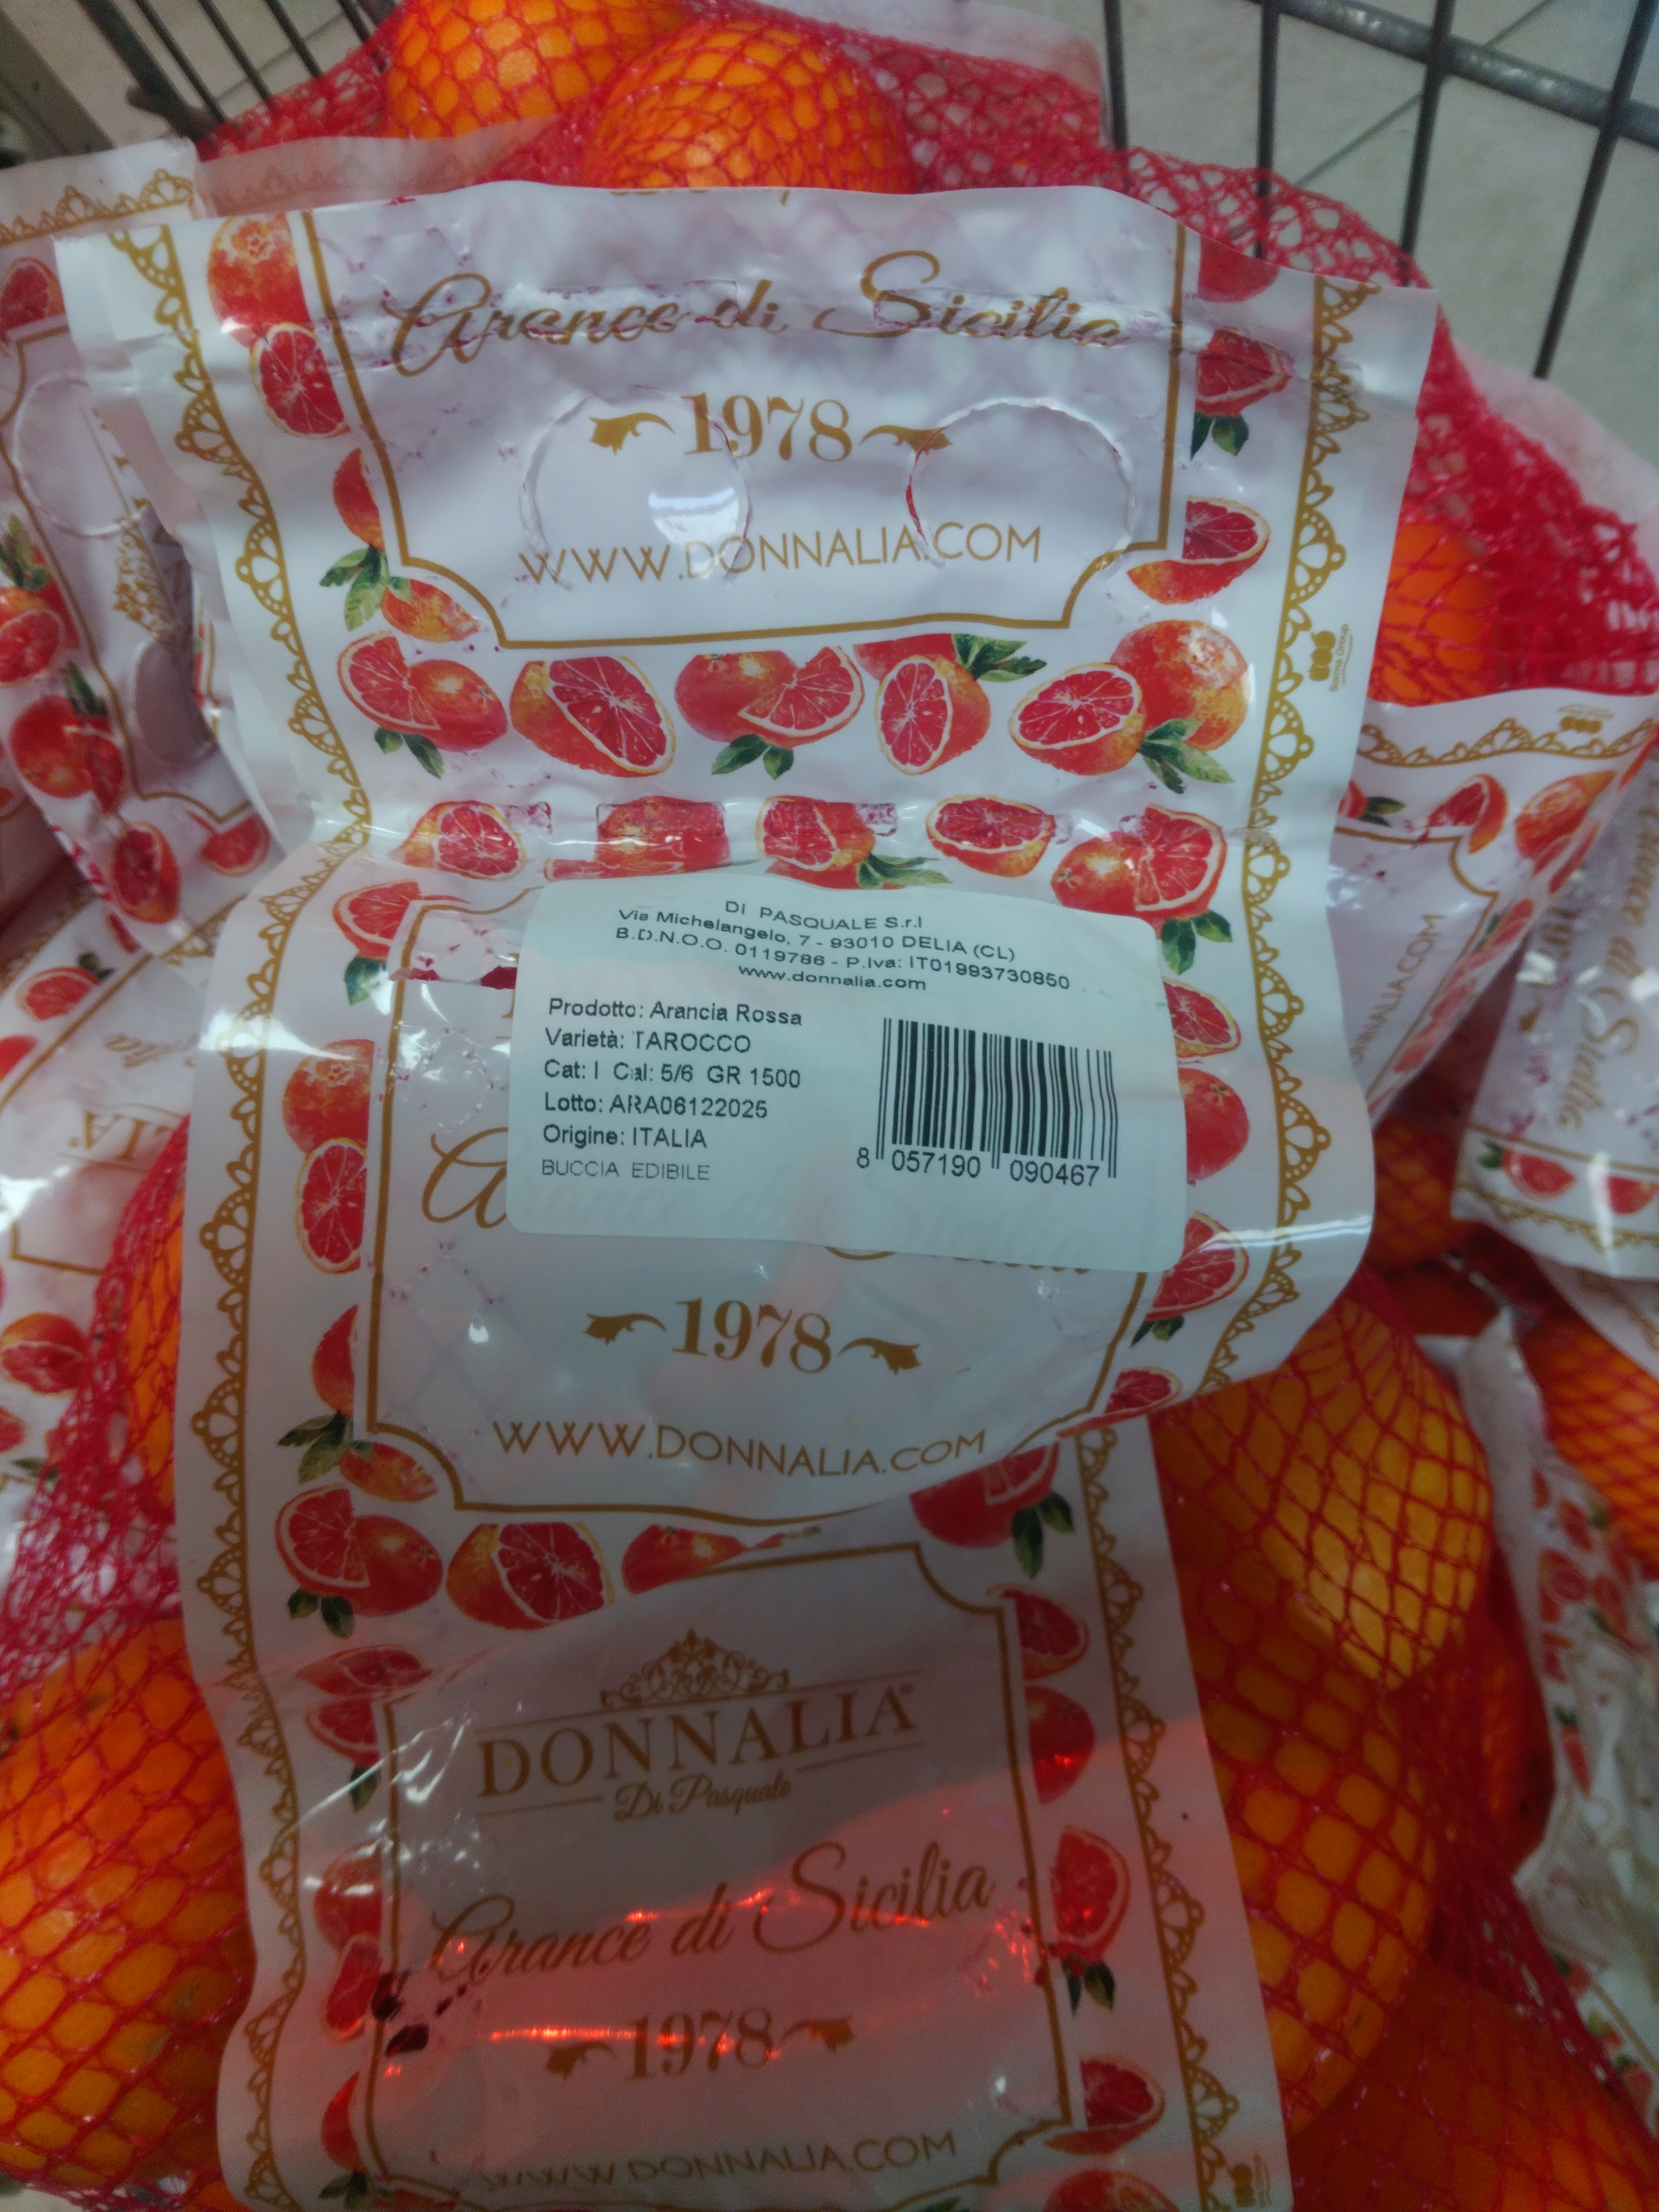 Arance di Sicilia
1978
WWW.DONNALIA.COM
Soma Group
DI PASQUALE S.r.l
Via Michelangelo, 7 - 93010 DELIA (CL)
B.D.N.O.O. 0119786 - P.Iva: IT01993730850
www.donnalia.com
Prodotto: Arancia Rossa
Varietà: TAROCCO
Cat: I Cal: 5/6 GR 1500
Lotto: ARA06122025
Origine: ITALIA
BUCCIA EDIBILE
8 057190 090467
1978
WWW.DONNALIA.COM
DONNALIA
Di Pasquale
Arance di Sicilia
1978
WWW.DONNALIA.COM